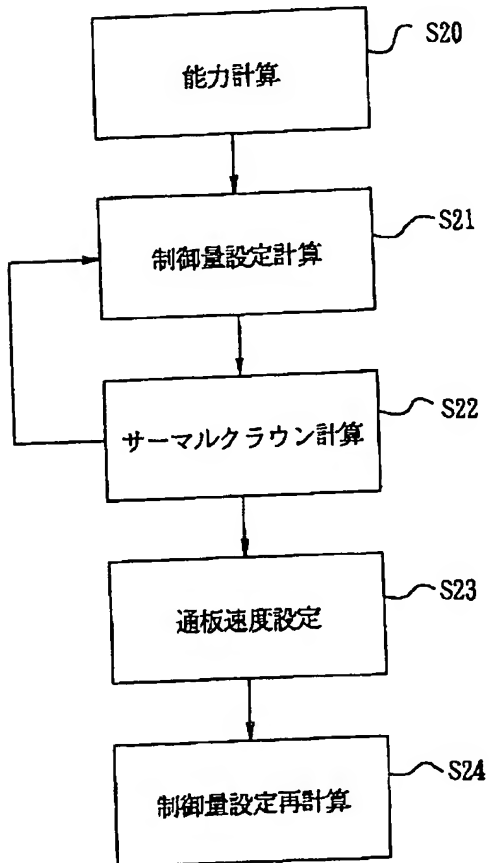 S20
能力計算
S21
制御量設定計算
S22
サーマルクラウン計算
S23
通板速度設定
S24
制御量設定再計算